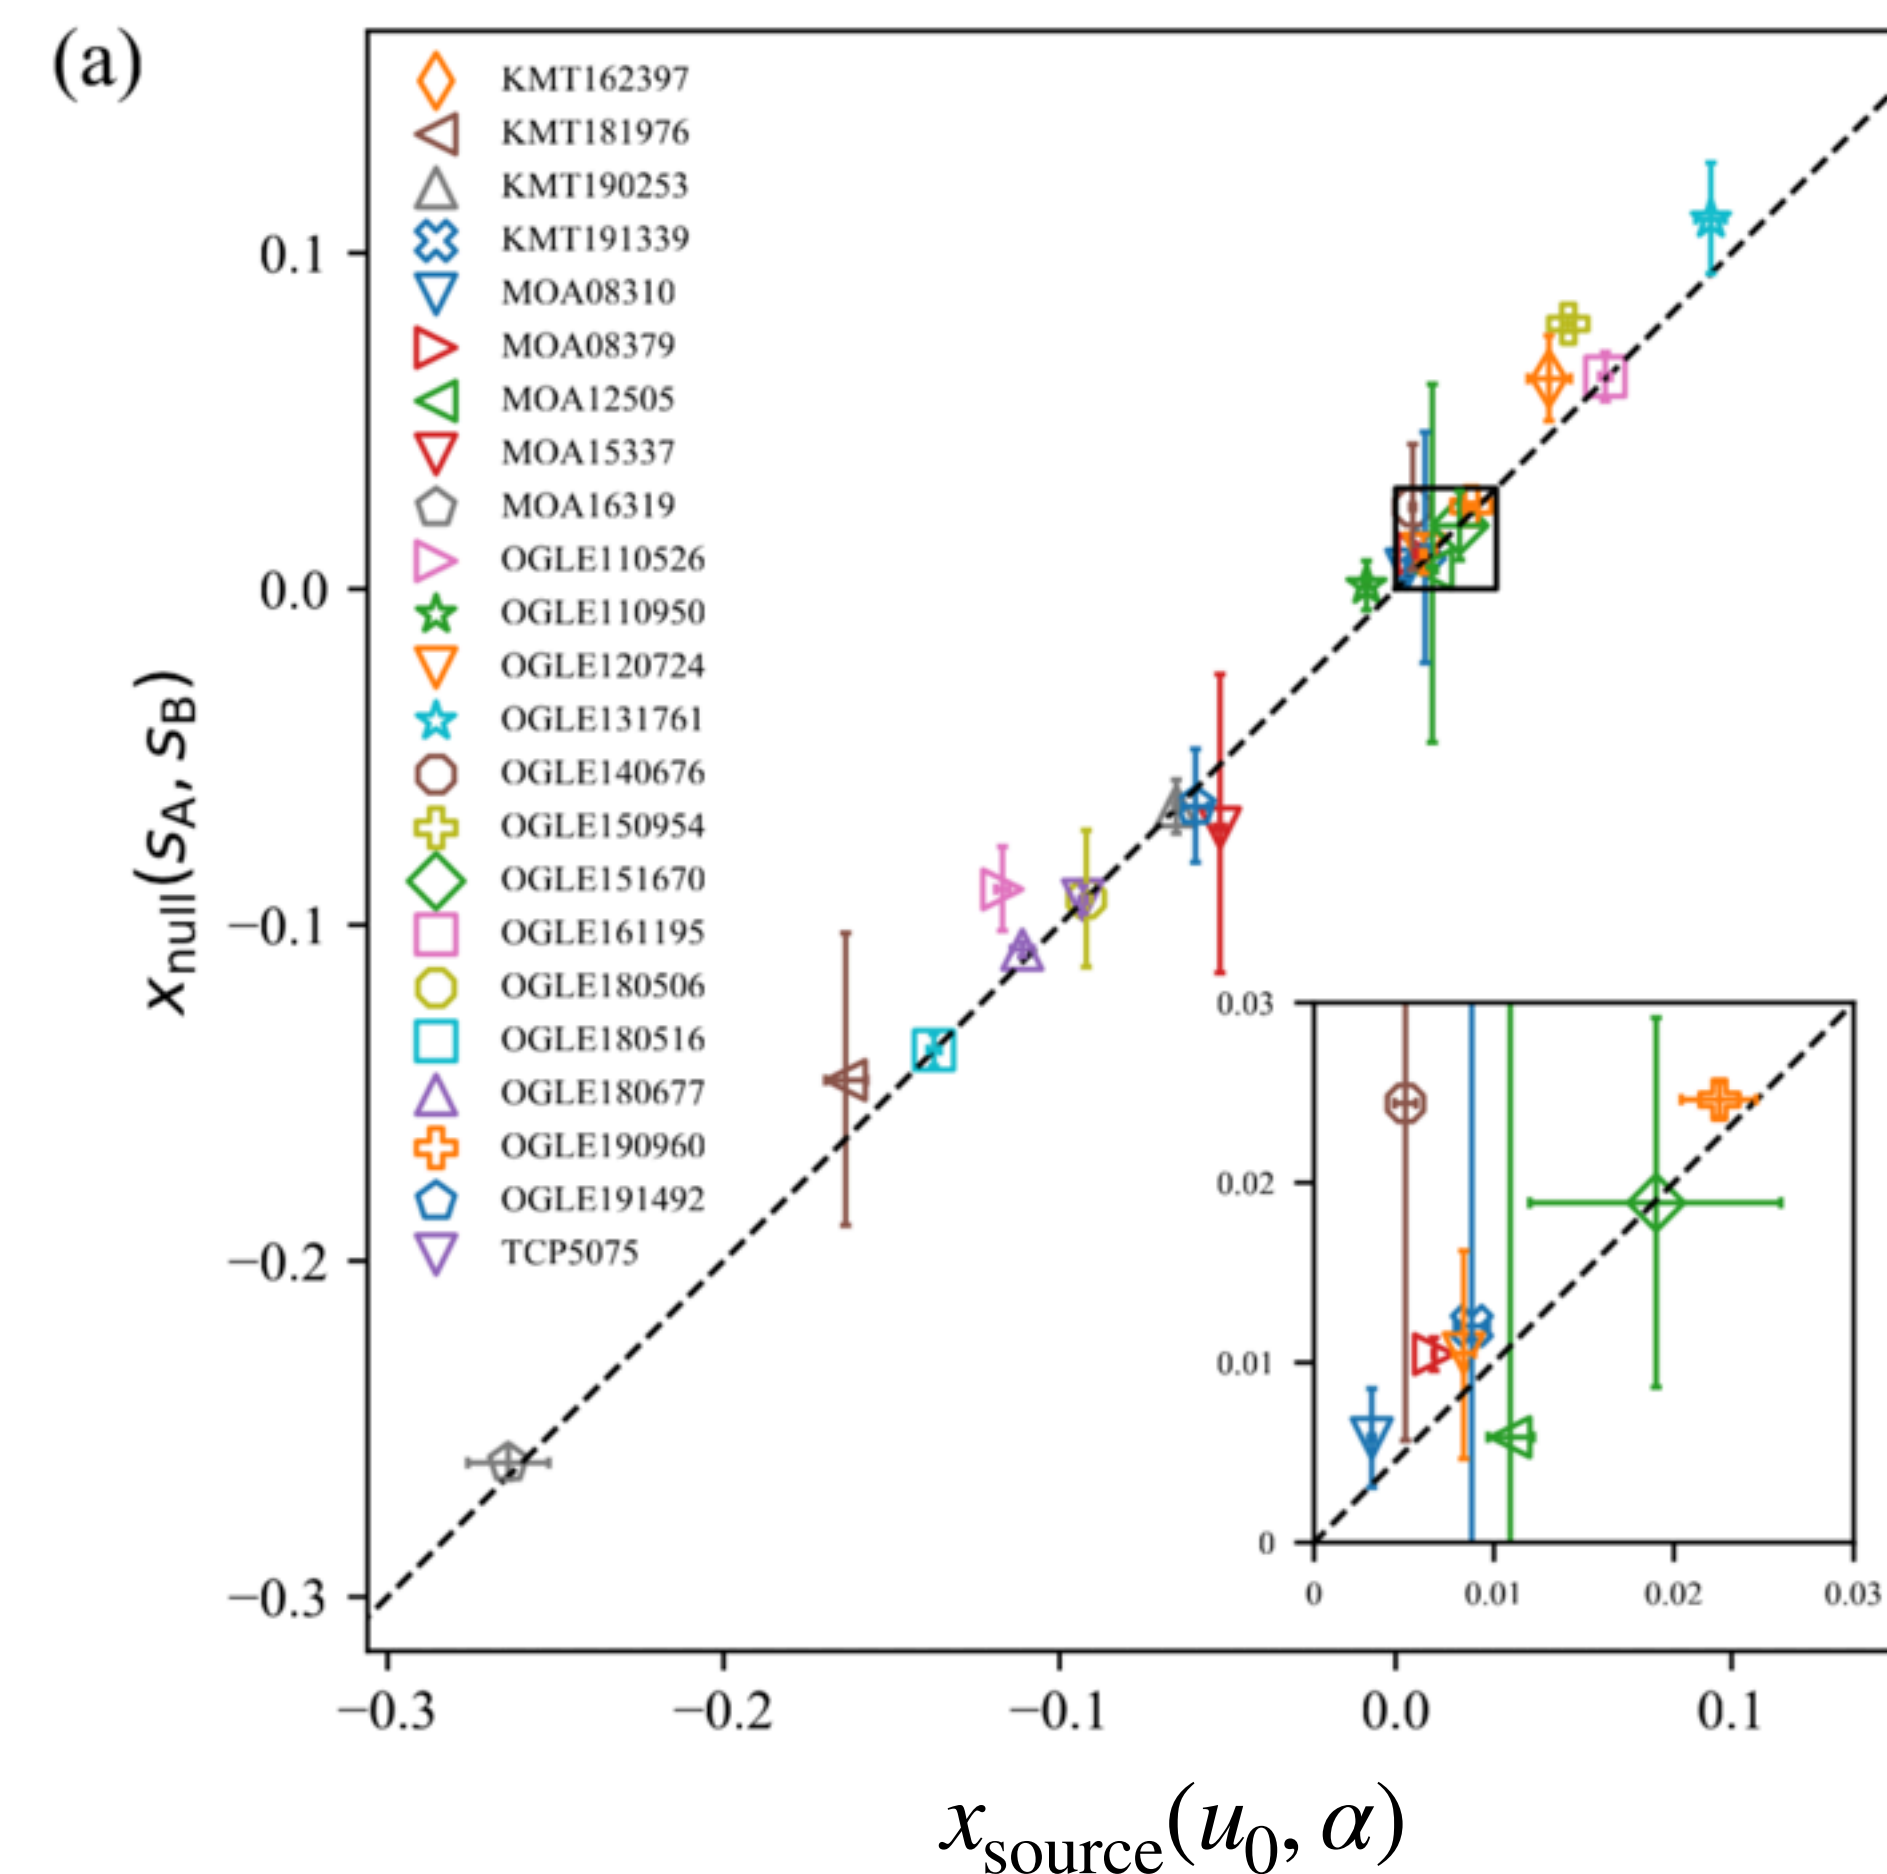 (a)
KMT162397
KMT181976
KMT190253
KMT191339
MOA08310
MOA08379
MOA12505
MOA15337
MOA16319
OGLE110526
OGLE110950
OGLE120724
OGLE131761
OGLE140676
OGLE150954
OGLE151670
OGLE161195
OGLE180506
OGLE180516
OGLE180677
OGLE190960
OGLE191492
TCP5075
0.1
0.0
−0.1
−0.2
−0.3
x_null(s_A, s_B)
0.03
0.02
0.01
0
0 0.01 0.02 0.03
−0.3 −0.2 −0.1 0.0 0.1
x_source(u_0, α)